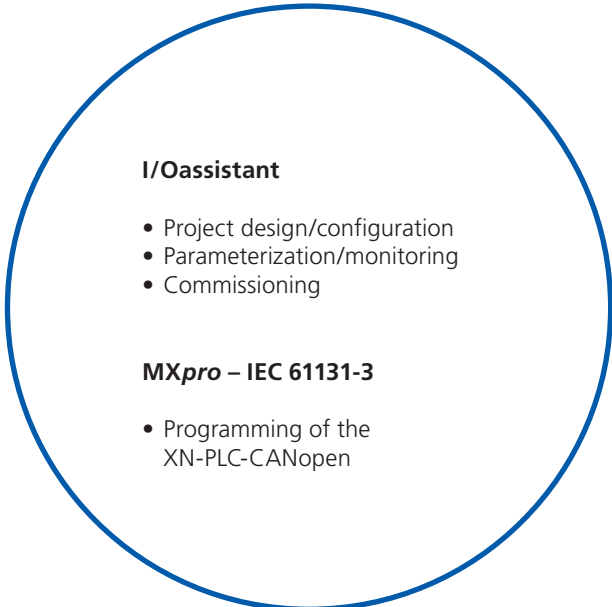 I/Oassistant
• Project design/configuration
• Parameterization/monitoring
• Commissioning
MXpro – IEC 61131-3
• Programming of the
XN-PLC-CANopen